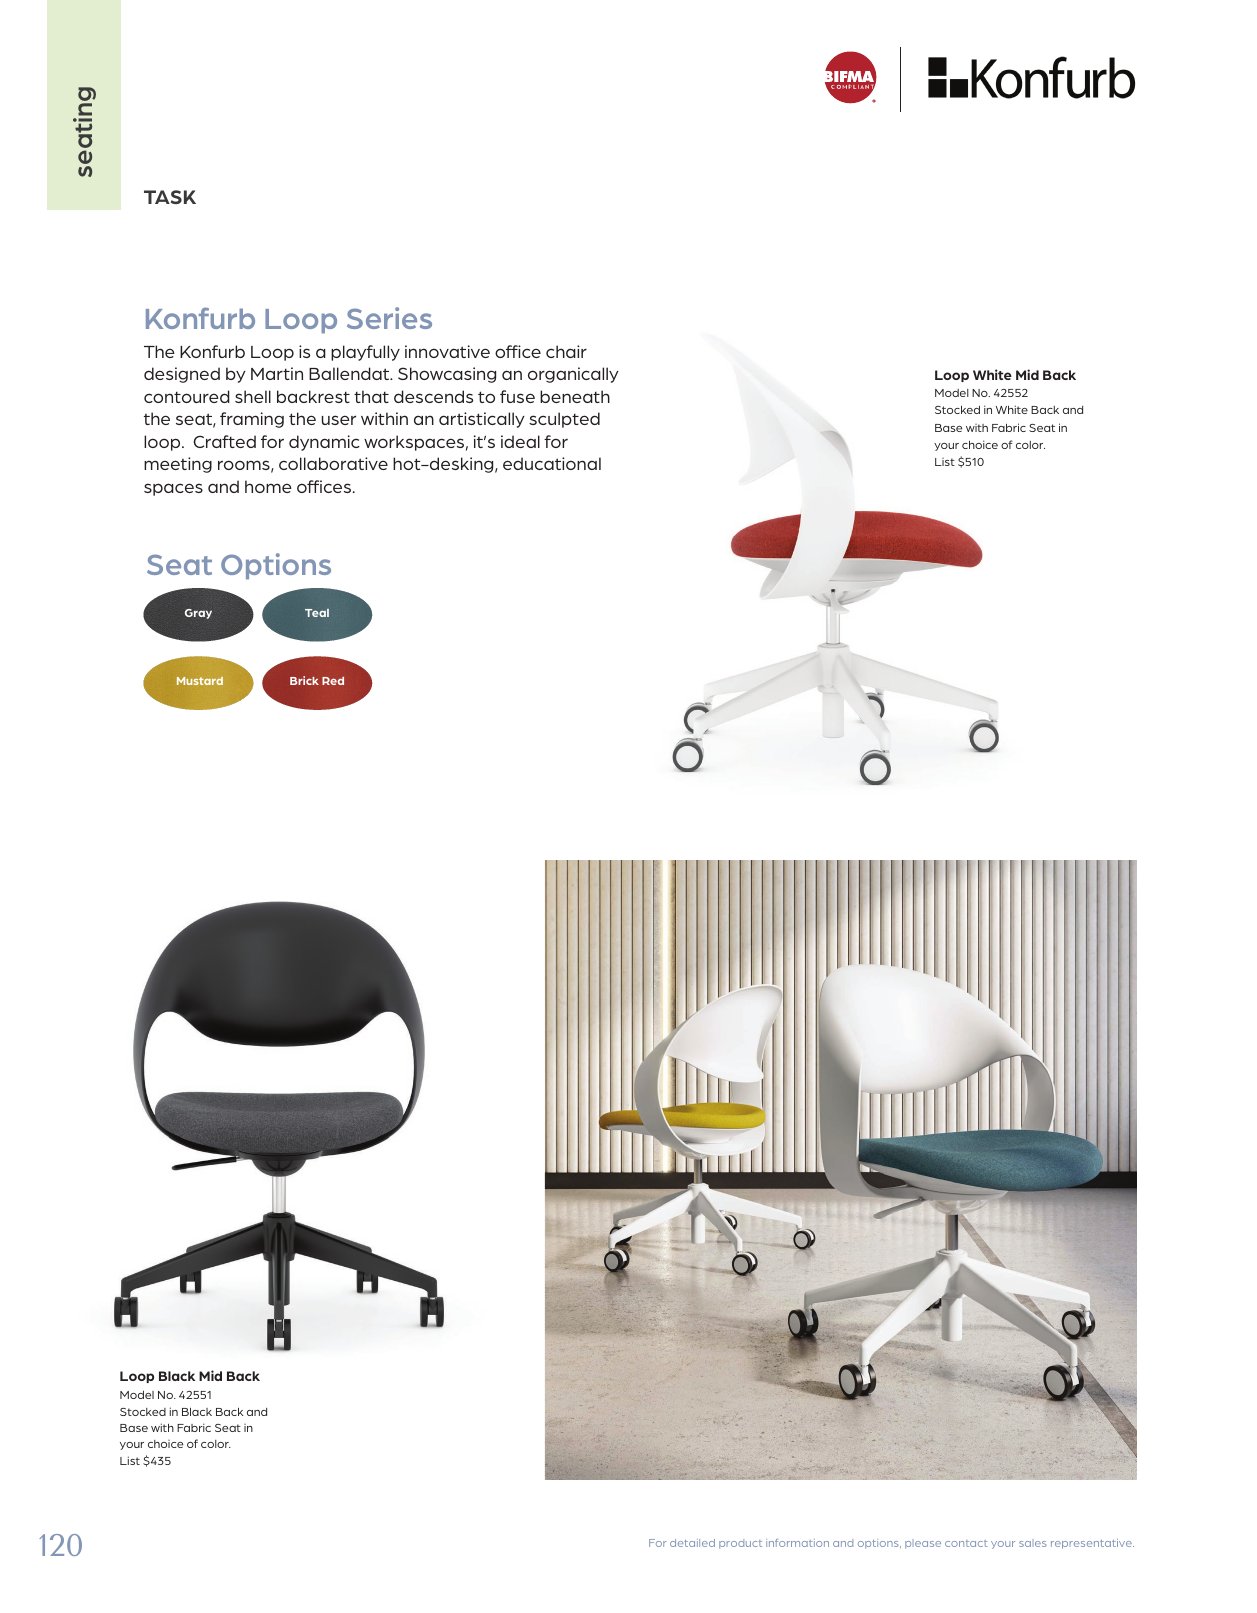 seating
BIFMA
COMPLIANT
Konfurb
TASK
Konfurb Loop Series
The Konfurb Loop is a playfully innovative office chair
designed by Martin Ballendat. Showcasing an organically
contoured shell backrest that descends to fuse beneath
the seat, framing the user within an artistically sculpted
loop.  Crafted for dynamic workspaces, it’s ideal for
meeting rooms, collaborative hot-desking, educational
spaces and home offices.
Loop White Mid Back
Model No. 42552
Stocked in White Back and
Base with Fabric Seat in
your choice of color.
List $510
Seat Options
Gray
Teal
Mustard
Brick Red
Loop Black Mid Back
Model No. 42551
Stocked in Black Back and
Base with Fabric Seat in
your choice of color.
List $435
120
For detailed product information and options, please contact your sales representative.